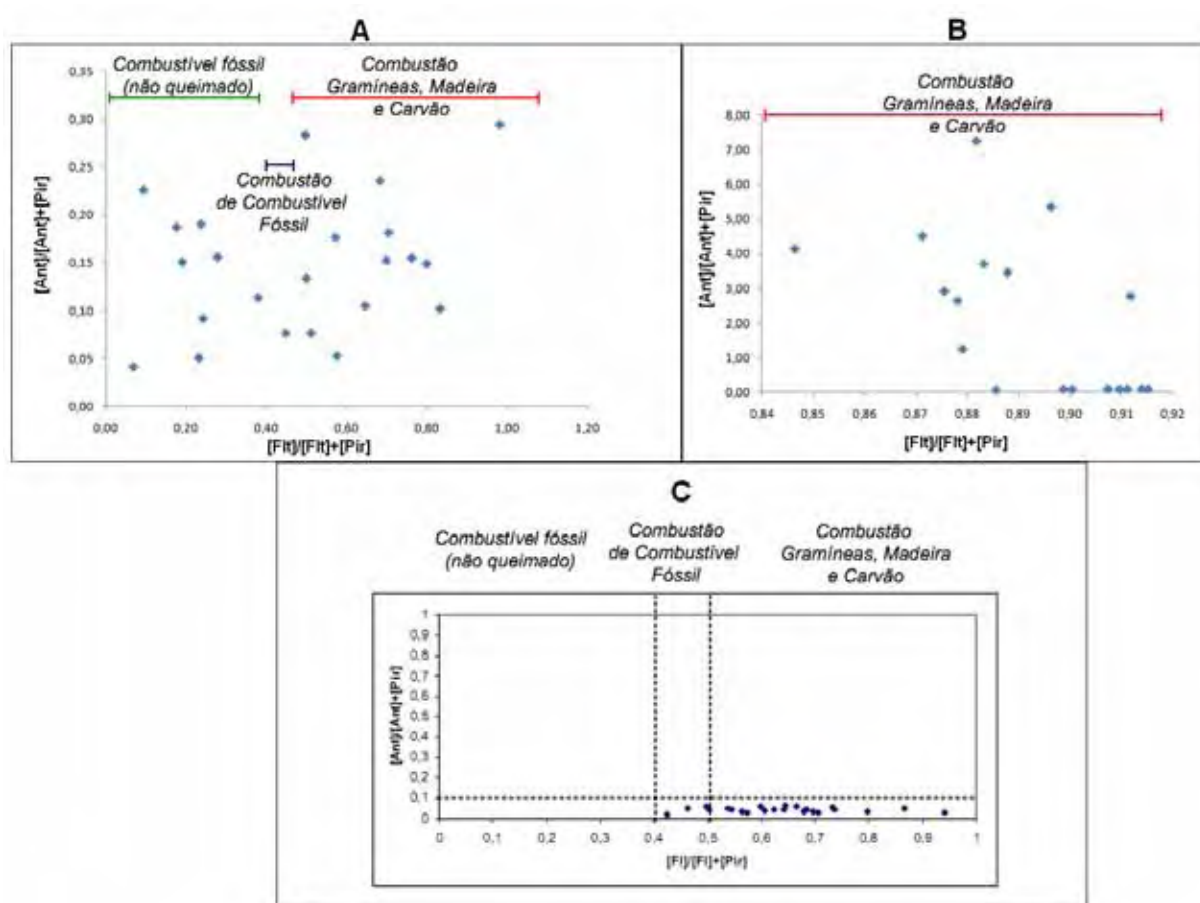 A
Combustível fóssil
(não queimado)
Combustão
Gramíneas, Madeira
e Carvão
Combustão
de Combustível
Fóssil
[Ant]/[Ant]+[Pir]
0,35
0,30
0,25
0,20
0,15
0,10
0,05
0,00
0,00 0,20 0,40 0,60 0,80 1,00 1,20
[Flt]/[Flt]+[Pir]
B
Combustão
Gramíneas, Madeira
e Carvão
[Ant]/[Ant]+[Pir]
8,00
7,00
6,00
5,00
4,00
3,00
2,00
1,00
0,00
0,84 0,85 0,86 0,87 0,88 0,89 0,90 0,91 0,92
[Flt]/[Flt]+[Pir]
C
Combustível fóssil
(não queimado)
Combustão
de Combustível
Fóssil
Combustão
Gramíneas, Madeira
e Carvão
[Ant]/[Ant]+[Pir]
1
0,9
0,8
0,7
0,6
0,5
0,4
0,3
0,2
0,1
0
0 0,1 0,2 0,3 0,4 0,5 0,6 0,7 0,8 0,9 1
[Fl]/[Fl]+[Pir]